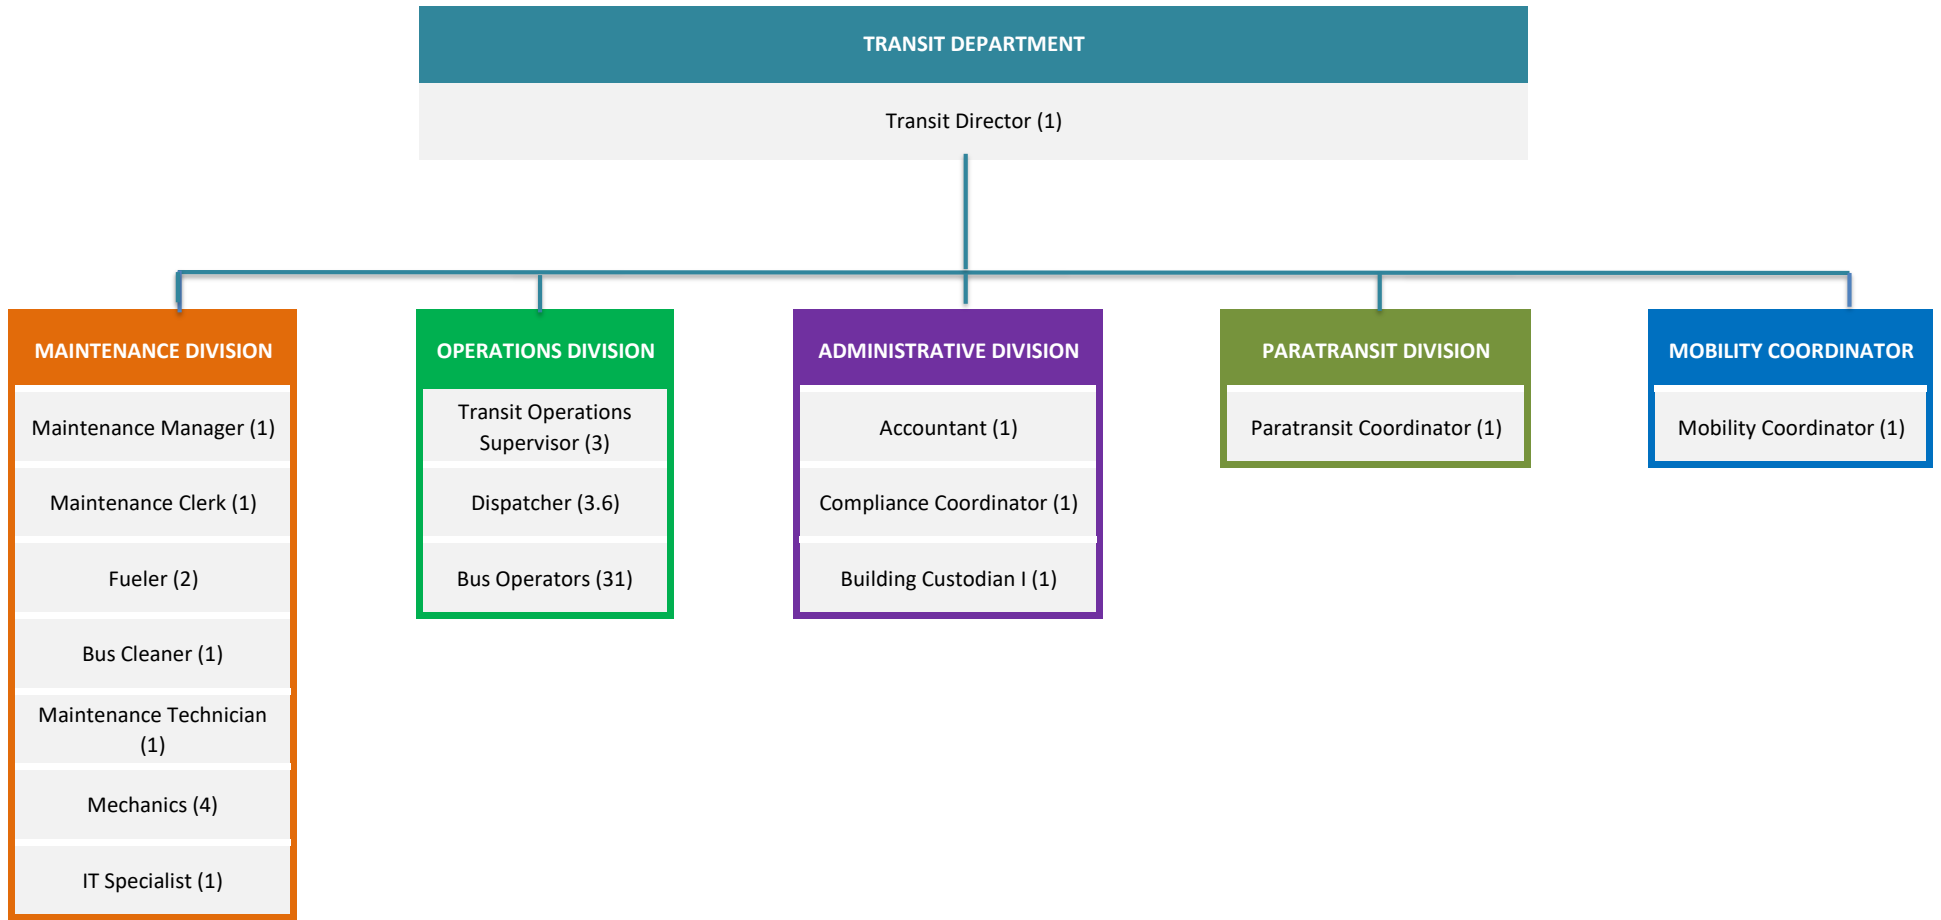 TRANSIT DEPARTMENT
Transit Director (1)
MAINTENANCE DIVISION
Maintenance Manager (1)
Maintenance Clerk (1)
Fueler (2)
Bus Cleaner (1)
Maintenance Technician
(1)
Mechanics (4)
IT Specialist (1)
OPERATIONS DIVISION
Transit Operations
Supervisor (3)
Dispatcher (3.6)
Bus Operators (31)
ADMINISTRATIVE DIVISION
Accountant (1)
Compliance Coordinator (1)
Building Custodian I (1)
PARATRANSIT DIVISION
Paratransit Coordinator (1)
MOBILITY COORDINATOR
Mobility Coordinator (1)